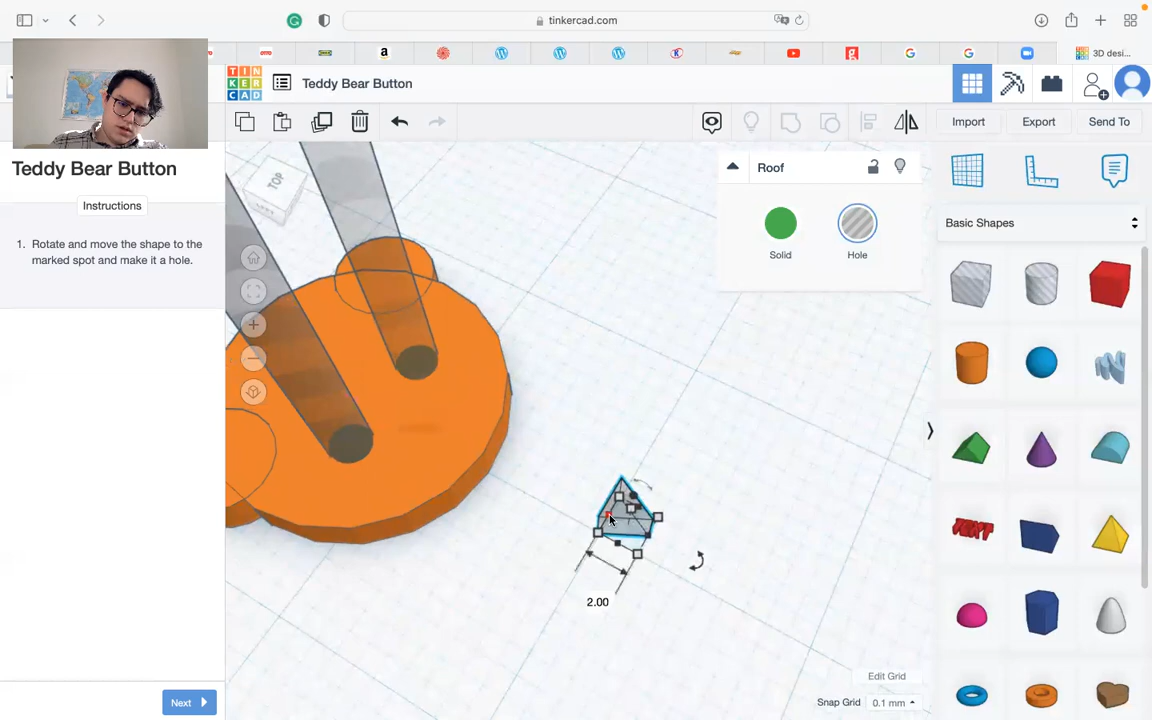 tinkercad.com
OTTO
a
K
g
G
G
3D desi...
TIN
KER
CAD
Teddy Bear Button
Import
Export
Send To
Teddy Bear Button
Instructions
1. Rotate and move the shape to the
marked spot and make it a hole.
TOP
Roof
Solid
Hole
Basic Shapes
TEXT
2.00
Edit Grid
Snap Grid
0.1 mm
Next